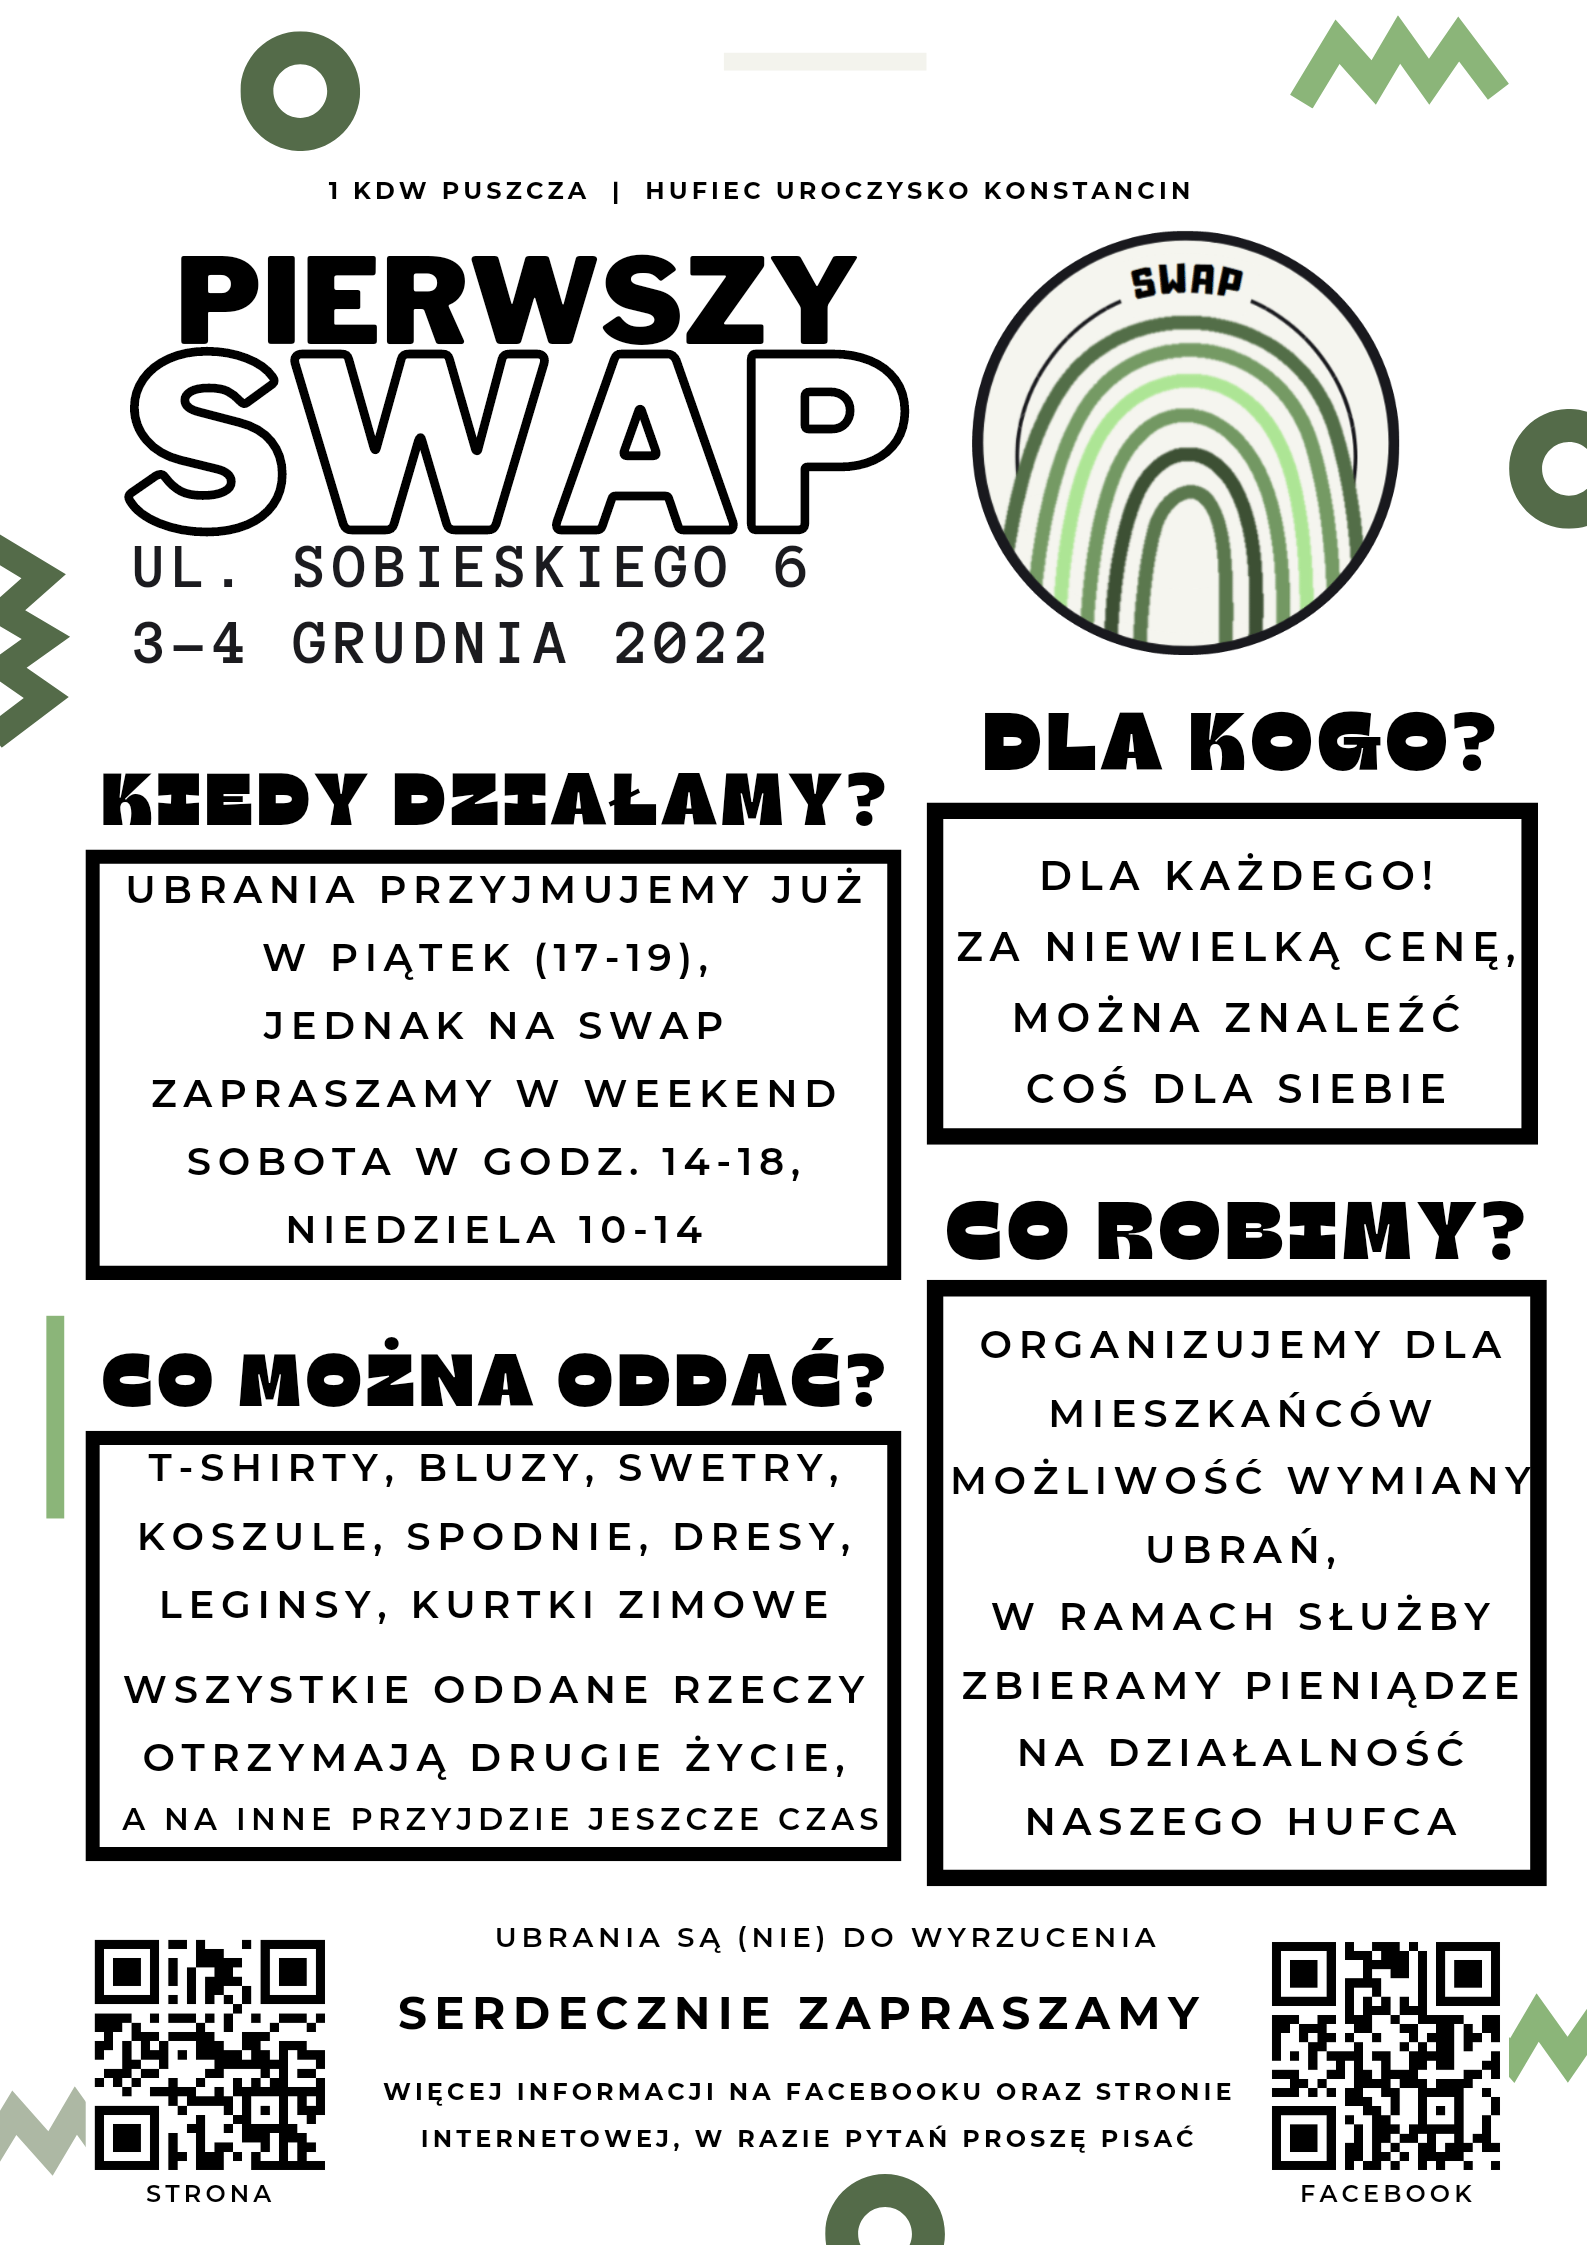 1 KDW PUSZCZA | HUFIEC UROCZYSKO KONSTANCIN
PIERWSZY
SWAP
UL. SOBIESKIEGO 6
3-4 GRUDNIA 2022
SWAP
KIEDY DZIAŁAMY?
UBRANIA PRZYJMUJEMY JUŻ
W PIĄTEK (17-19),
JEDNAK NA SWAP
ZAPRASZAMY W WEEKEND
SOBOTA W GODZ. 14-18,
NIEDZIELA 10-14
DLA KOGO?
DLA KAŻDEGO!
ZA NIEWIELKĄ CENĘ,
MOŻNA ZNALEŹĆ
COŚ DLA SIEBIE
CO MOŻNA ODDAĆ?
T-SHIRTY, BLUZY, SWETRY,
KOSZULE, SPODNIE, DRESY,
LEGINSY, KURTKI ZIMOWE
WSZYSTKIE ODDANE RZECZY
OTRZYMAJĄ DRUGIE ŻYCIE,
A NA INNE PRZYJDZIE JESZCZE CZAS
CO ROBIMY?
ORGANIZUJEMY DLA
MIESZKAŃCÓW
MOŻLIWOŚĆ WYMIANY
UBRAŃ,
W RAMACH SŁUŻBY
ZBIERAMY PIENIĄDZE
NA DZIAŁALNOŚĆ
NASZEGO HUFCA
UBRANIA SĄ (NIE) DO WYRZUCENIA
SERDECZNIE ZAPRASZAMY
WIĘCEJ INFORMACJI NA FACEBOOKU ORAZ STRONIE
INTERNETOWEJ, W RAZIE PYTAŃ PROSZĘ PISAĆ
STRONA
FACEBOOK